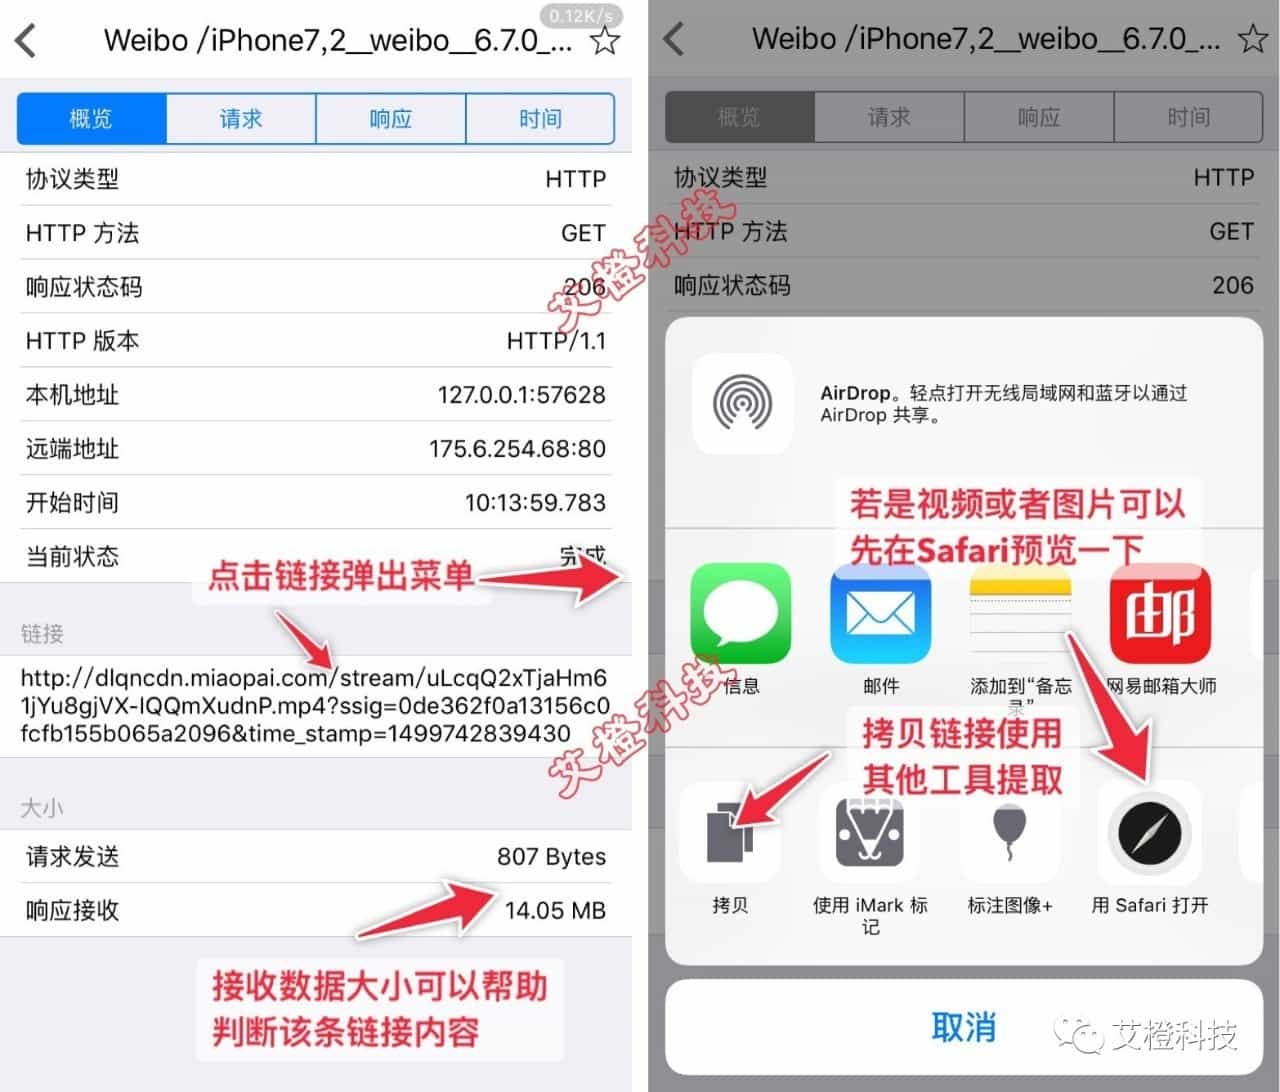 0.12K/s
Weibo /iPhone7,2__weibo__6.7.0_...
概览
请求
响应
时间
协议类型
HTTP
HTTP 方法
GET
响应状态码
206
HTTP 版本
HTTP/1.1
本机地址
127.0.0.1:57628
远端地址
175.6.254.68:80
开始时间
10:13:59.783
当前状态
完成
点击链接弹出菜单
链接
http://dlqncdn.miaopai.com/stream/uLcqQ2xTjaHm6
1jYu8gjVX-IQQmXudnP.mp4?ssig=0de362f0a13156c0
fcfb155b065a2096&time_stamp=1499742839430
大小
请求发送
807 Bytes
响应接收
14.05 MB
接收数据大小可以帮助
判断该条链接内容
艾橙科技
艾橙科技
Weibo /iPhone7,2__weibo__6.7.0_...
概览
请求
响应
时间
协议类型
HTTP
HTTP 方法
GET
响应状态码
206
AirDrop。轻点打开无线局域网和蓝牙以通过
AirDrop 共享。
若是视频或者图片可以
先在Safari预览一下
邮
信息
邮件
添加到“备忘
录”
网易邮箱大师
拷贝链接使用
其他工具提取
拷贝
使用 iMark 标
记
标注图像+
用 Safari 打开
取消
艾橙科技